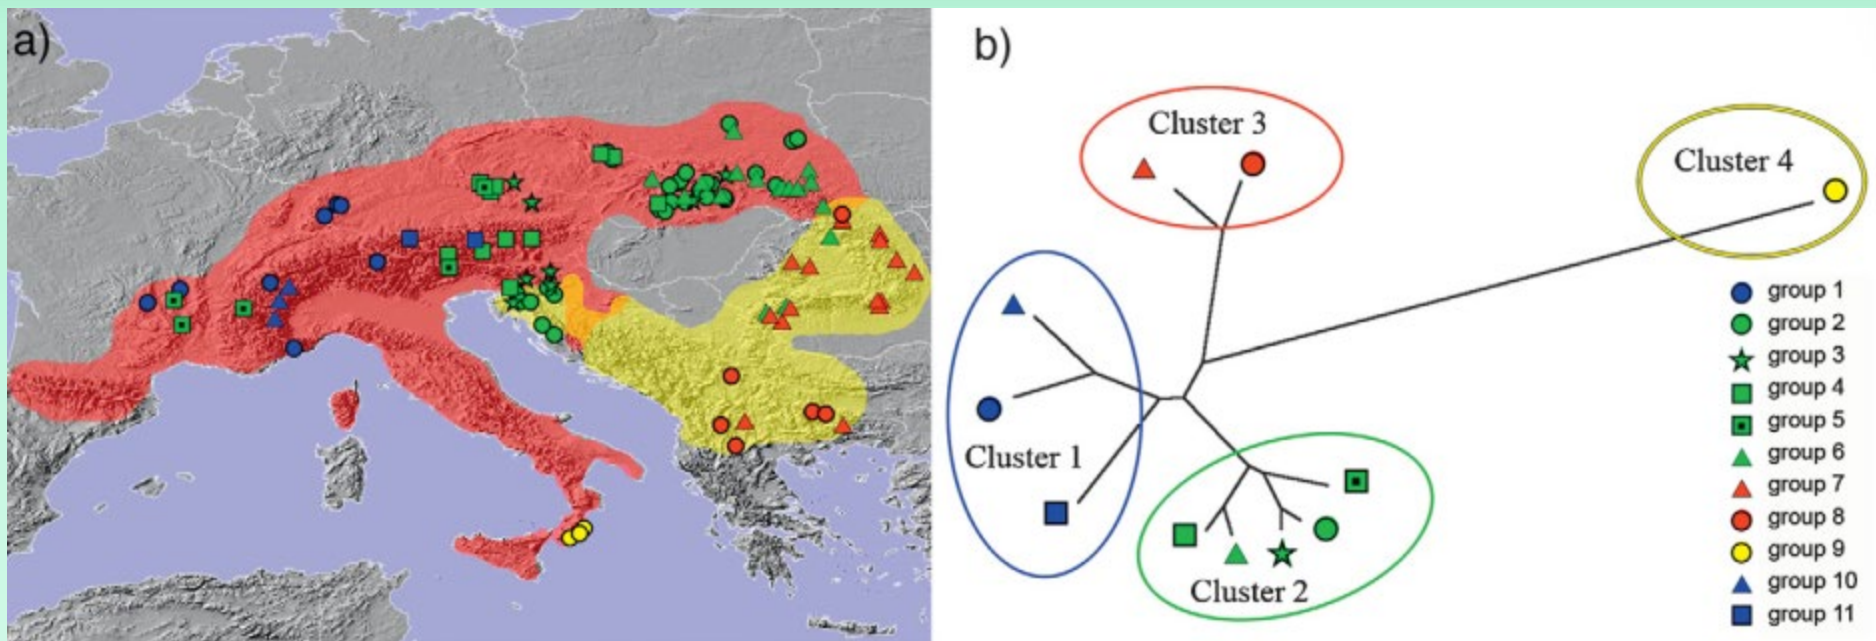 a)
b)
Cluster 3
Cluster 4
Cluster 1
Cluster 2
group 1
group 2
group 3
group 4
group 5
group 6
group 7
group 8
group 9
group 10
group 11